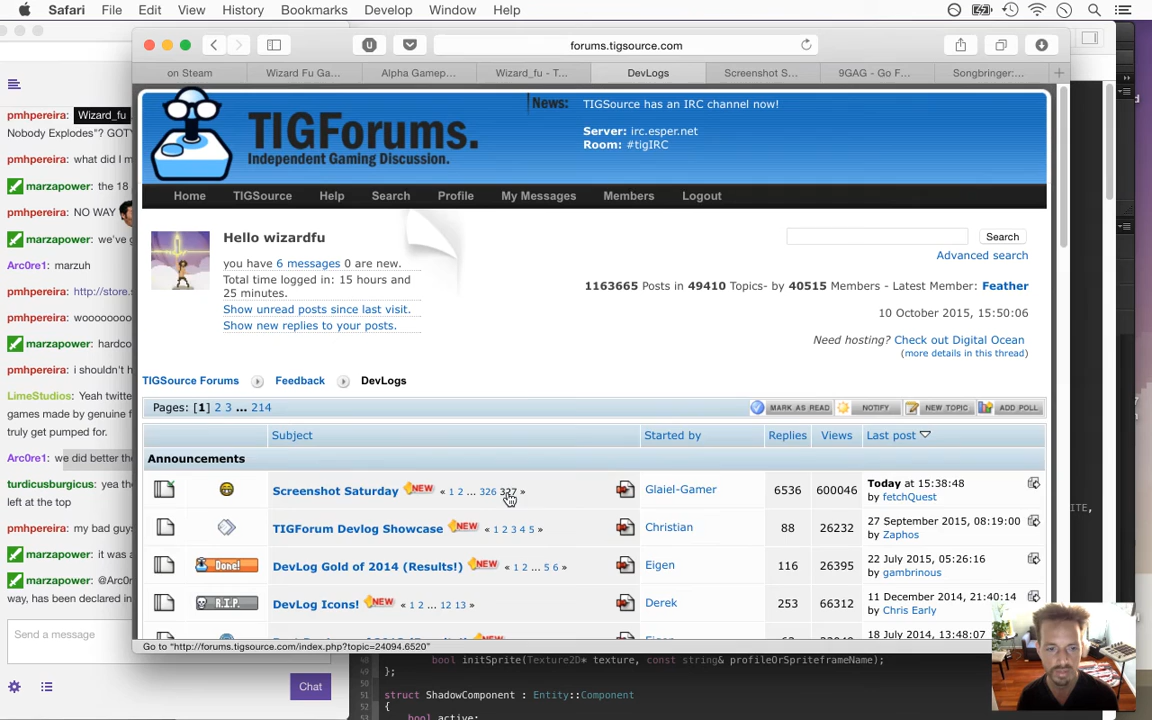 Safari File Edit View History Bookmarks Develop Window Help
forums.tigsource.com
on Steam Wizard Fu Ga... Alpha Gamep... Wizard_fu - T... DevLogs Screenshot S... 9GAG - Go F... Songbringer:...
pmhpereira: Wizard_fu
Nobody Explodes"? GOTY
pmhpereira: what did I m
marzapower: the 18
pmhpereira: NO WAY
marzapower: we've g
Arc0re1: marzuh
pmhpereira: http://store.s
pmhpereira: woooooooo
marzapower: hardco
pmhpereira: i shouldn't h
LimeStudios: Yeah twitte
games made by genuine f
truly get pumped for.
Arc0re1: we did better the
turdicusburgicus: yea the
left at the top
pmhpereira: my bad guys
marzapower: it was a
marzapower: @Arc0r
way, has been declared in
Send a message
Chat
TIGForums.
Independent Gaming Discussion.
News: TIGSource has an IRC channel now!
Server: irc.esper.net
Room: #tigIRC
Home TIGSource Help Search Profile My Messages Members Logout
Hello wizardfu
you have 6 messages 0 are new.
Total time logged in: 15 hours and
25 minutes.
Show unread posts since last visit.
Show new replies to your posts.
Search
Advanced search
1163665 Posts in 49410 Topics- by 40515 Members - Latest Member: Feather
10 October 2015, 15:50:06
Need hosting? Check out Digital Ocean
(more details in this thread)
TIGSource Forums Feedback DevLogs
Pages: [1] 2 3 ... 214
MARK AS READ NOTIFY NEW TOPIC ADD POLL
Subject Started by Replies Views Last post
Announcements
Screenshot Saturday NEW « 1 2 ... 326 327 » Glaiel-Gamer 6536 600046 Today at 15:38:48
by fetchQuest
TIGForum Devlog Showcase NEW « 1 2 3 4 5 » Christian 88 26232 27 September 2015, 08:19:00
by Zaphos
Done! DevLog Gold of 2014 (Results!) NEW « 1 2 ... 5 6 » Eigen 116 26395 22 July 2015, 05:26:16
by gambrinous
R.I.P. DevLog Icons! NEW « 1 2 ... 12 13 » Derek 253 66312 11 December 2014, 21:40:14
by Chris Early
18 July 2014, 13:48:07
Go to "http://forums.tigsource.com/index.php?topic=24094.6520"
bool initSprite(Texture2D* texture, const string& profileOrSpriteframeName);
49 };
50
51 struct ShadowComponent : Entity::Component
52 {
bool active;